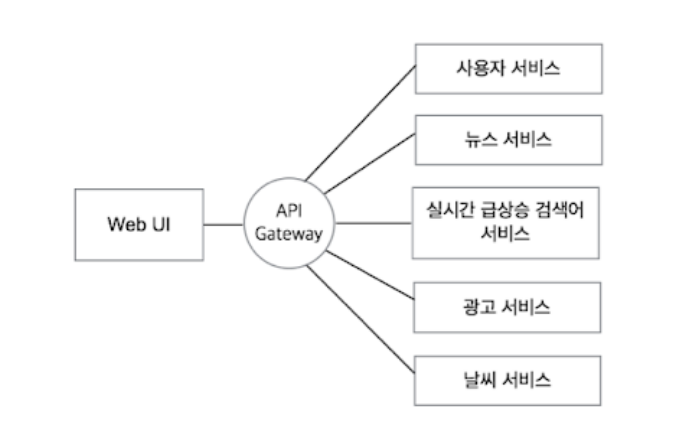 사용자 서비스
뉴스 서비스
Web UI
API
Gateway
실시간 급상승 검색어
서비스
광고 서비스
날씨 서비스